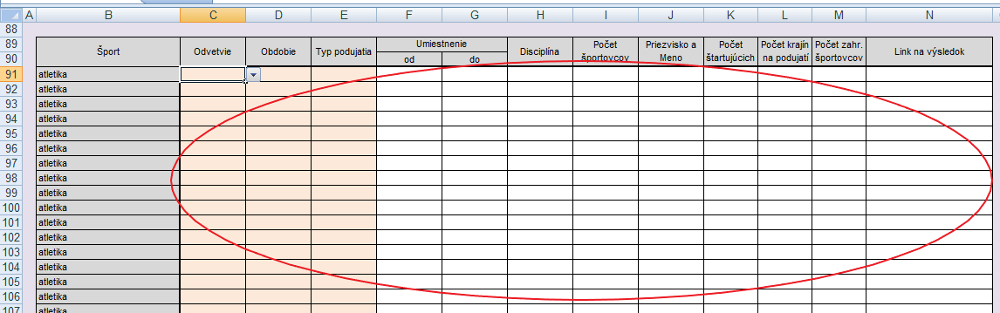 A B C D E F G H I J K L M N
88
89 Šport Odvetvie Obdobie Typ podujatia Umiestnenie Disciplína Počet športovcov Priezvisko a Meno Počet štartujúcich Počet krajín na podujatí Počet zahr. športovcov Link na výsledok
90 od do
91 atletika
92 atletika
93 atletika
94 atletika
95 atletika
96 atletika
97 atletika
98 atletika
99 atletika
100 atletika
101 atletika
102 atletika
103 atletika
104 atletika
105 atletika
106 atletika
107 atletika